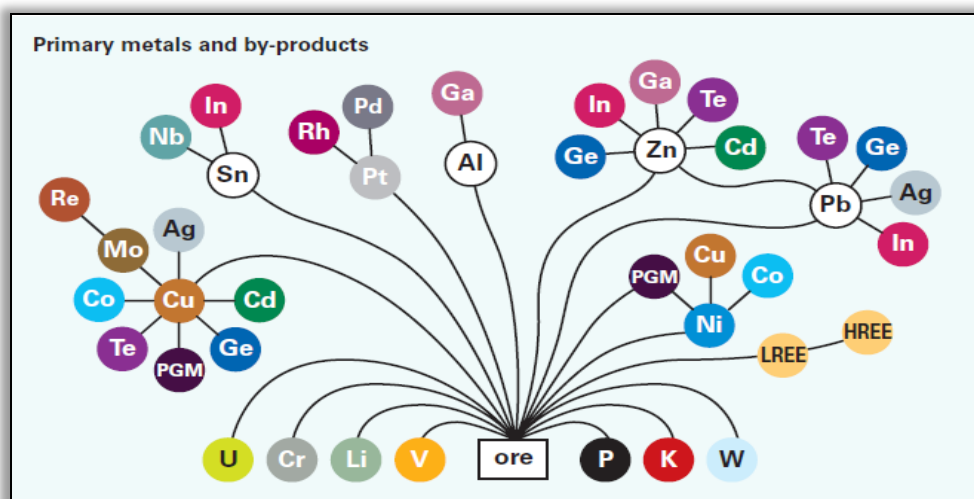 Primary metals and by-products
Ga
In
Pd
Ga
In
Te
Nb
Rh
Te
Ge
Cd
Ge
Zn
Sn
Pt
Al
Pb
Ag
Re
Ag
In
Mo
Cu
PGM
Co
Co
Cu
Cd
Ni
HREE
Te
Ge
LREE
PGM
U
Cr
Li
V
ore
P
K
W